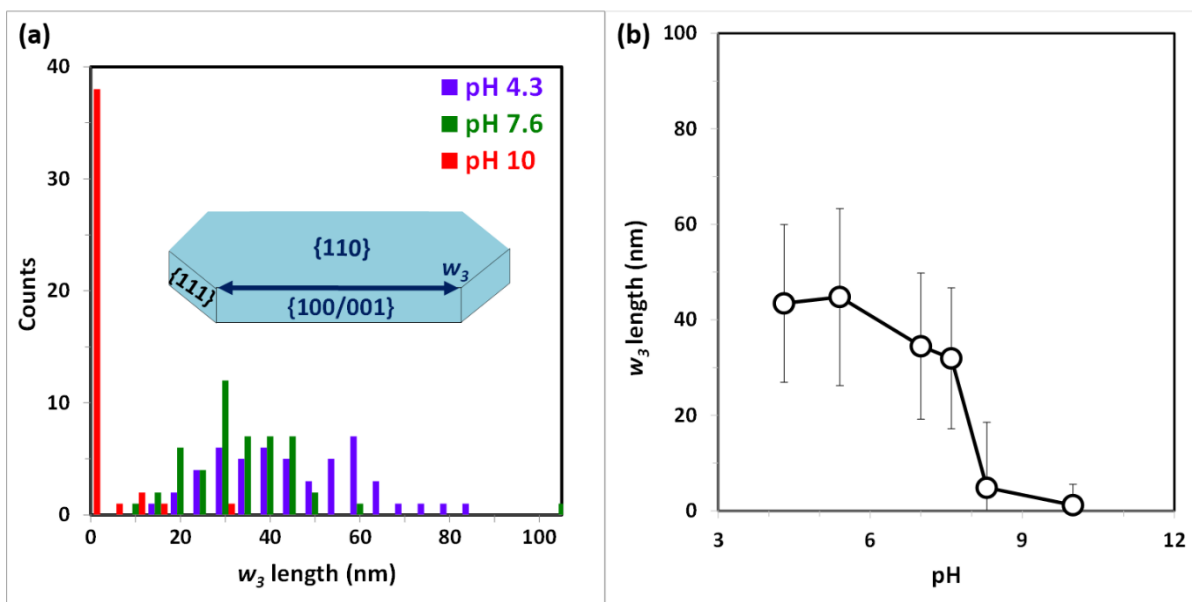 (a)
40
30
20
10
0
Counts
pH 4.3
pH 7.6
pH 10
{110}
w3
{111}
{100/001}
0 20 40 60 80 100
w3 length (nm)
(b)
100
80
60
40
20
0
w3 length (nm)
3 6 9 12
pH